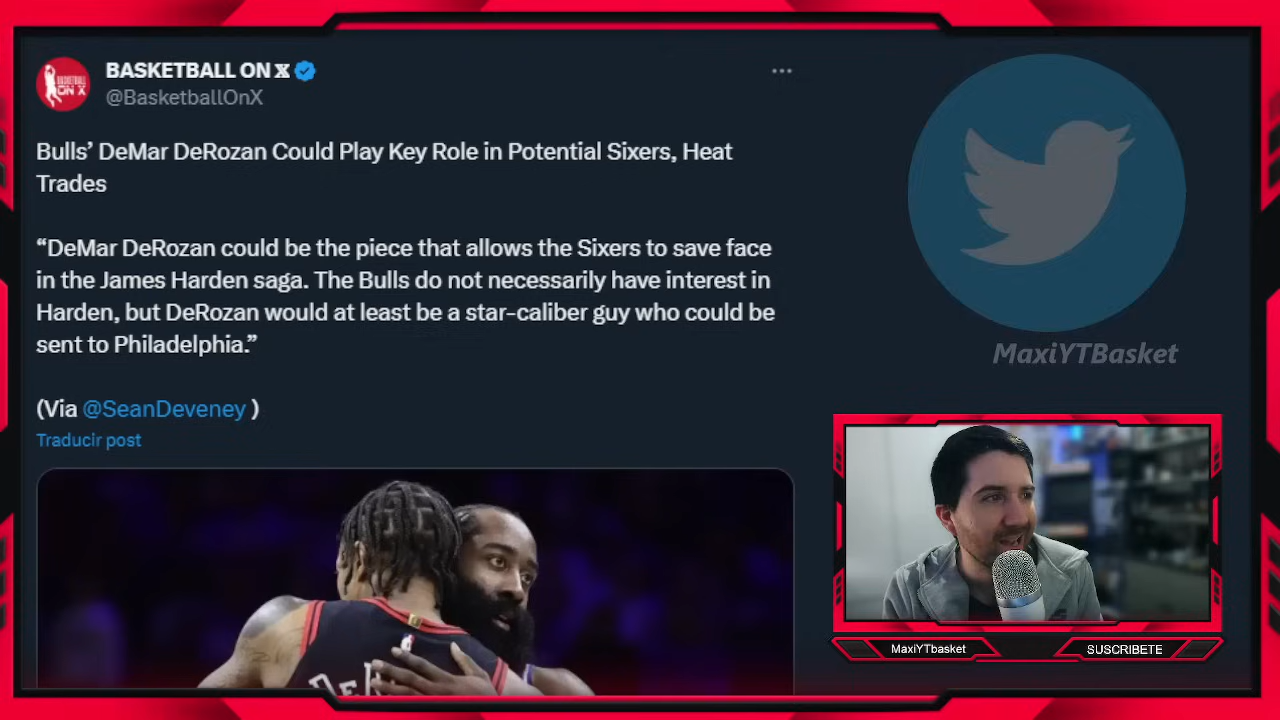 BASKETBALL ON X
@BasketballOnX
Bulls’ DeMar DeRozan Could Play Key Role in Potential Sixers, Heat
Trades
“DeMar DeRozan could be the piece that allows the Sixers to save face
in the James Harden saga. The Bulls do not necessarily have interest in
Harden, but DeRozan would at least be a star-caliber guy who could be
sent to Philadelphia.”
(Via @SeanDeveney )
Traducir post
MaxiYTBasket
MaxiYTbasket
SUSCRIBETE